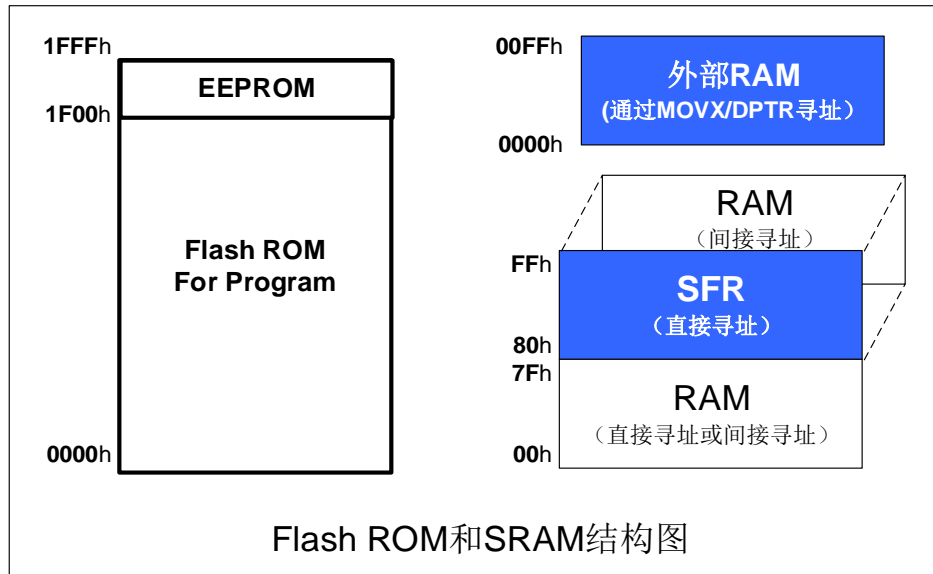 1FFFh
EEPROM
1F00h
Flash ROM
For Program
0000h
00FFh
外部RAM
(通过MOVX/DPTR寻址）
0000h
RAM
（间接寻址）
FFh
SFR
（直接寻址）
80h
7Fh
RAM
（直接寻址或间接寻址）
00h
Flash ROM和SRAM结构图